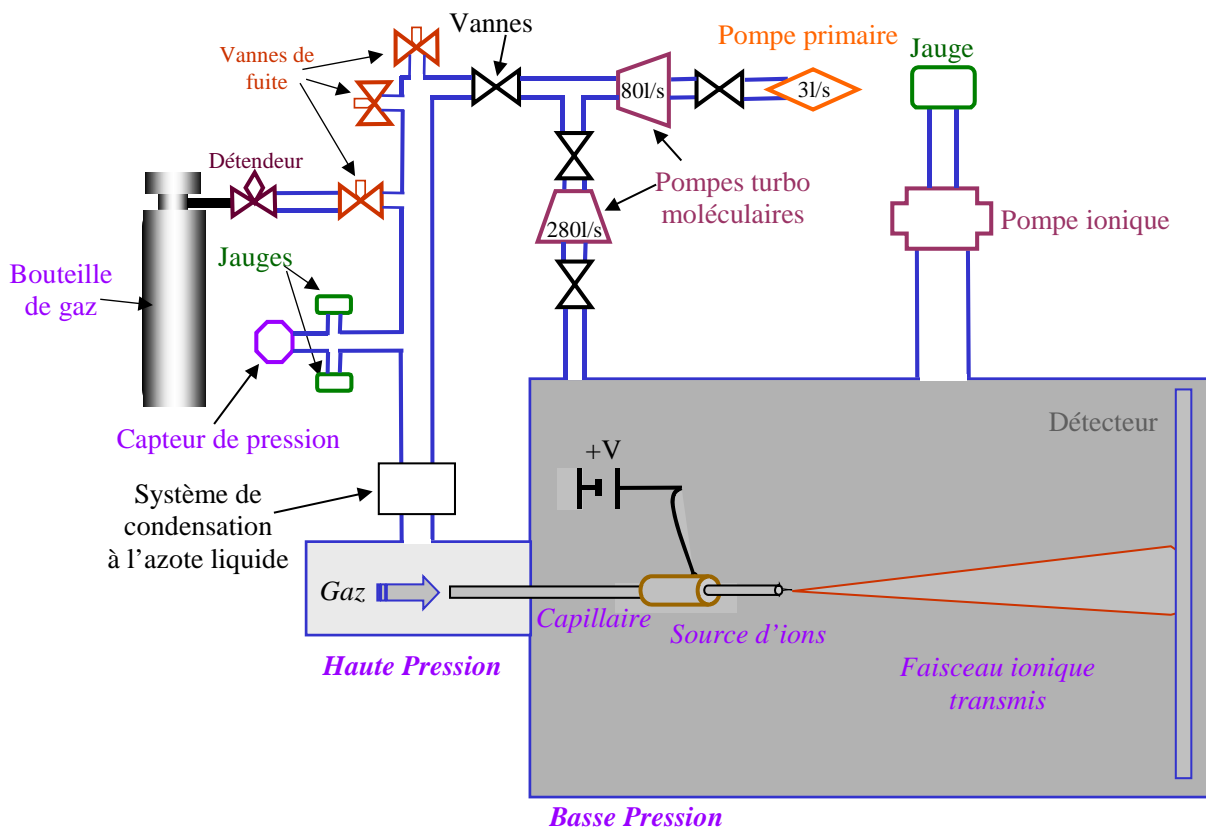 Vannes
Pompe primaire
Jauge
Vannes de
fuite
80l/s
3l/s
Détendeur
Pompes turbo
moléculaires
280l/s
Pompe ionique
Jauges
Bouteille
de gaz
Capteur de pression
Détecteur
+V
Système de
condensation
à l’azote liquide
Gaz
Capillaire
Source d’ions
Haute Pression
Faisceau ionique
transmis
Basse Pression